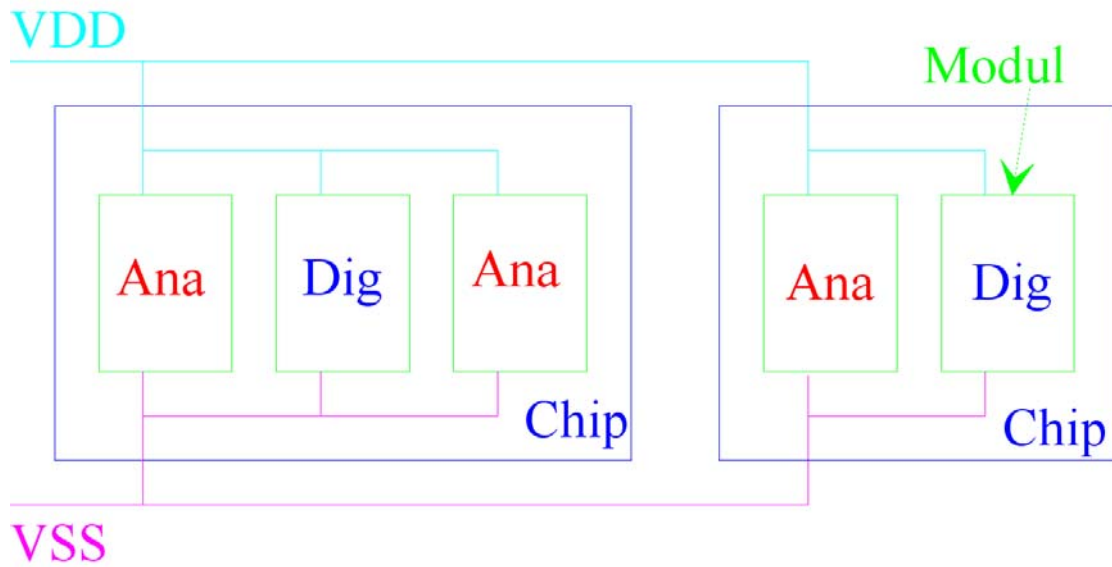 VDD
Modul
Ana
Dig
Ana
Ana
Dig
Chip
Chip
VSS